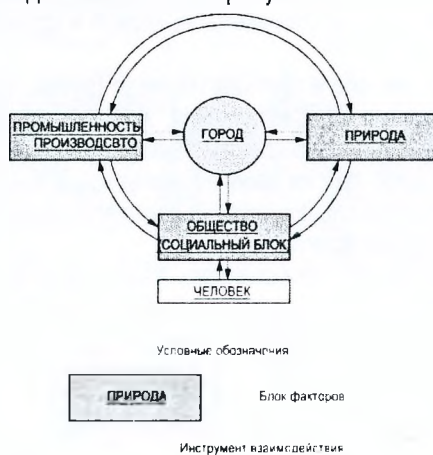 ПРОМЫШЛЕННОСТЬ
ПРОИЗВОДСВТО
ГОРОД
ПРИРОДА
ОБЩЕСТВО
СОЦИАЛЬНЫЙ БЛОК
ЧЕЛОВЕК
Условные обозначения
ПРИРОДА
Блок факторов
Инструмент взаимодействия